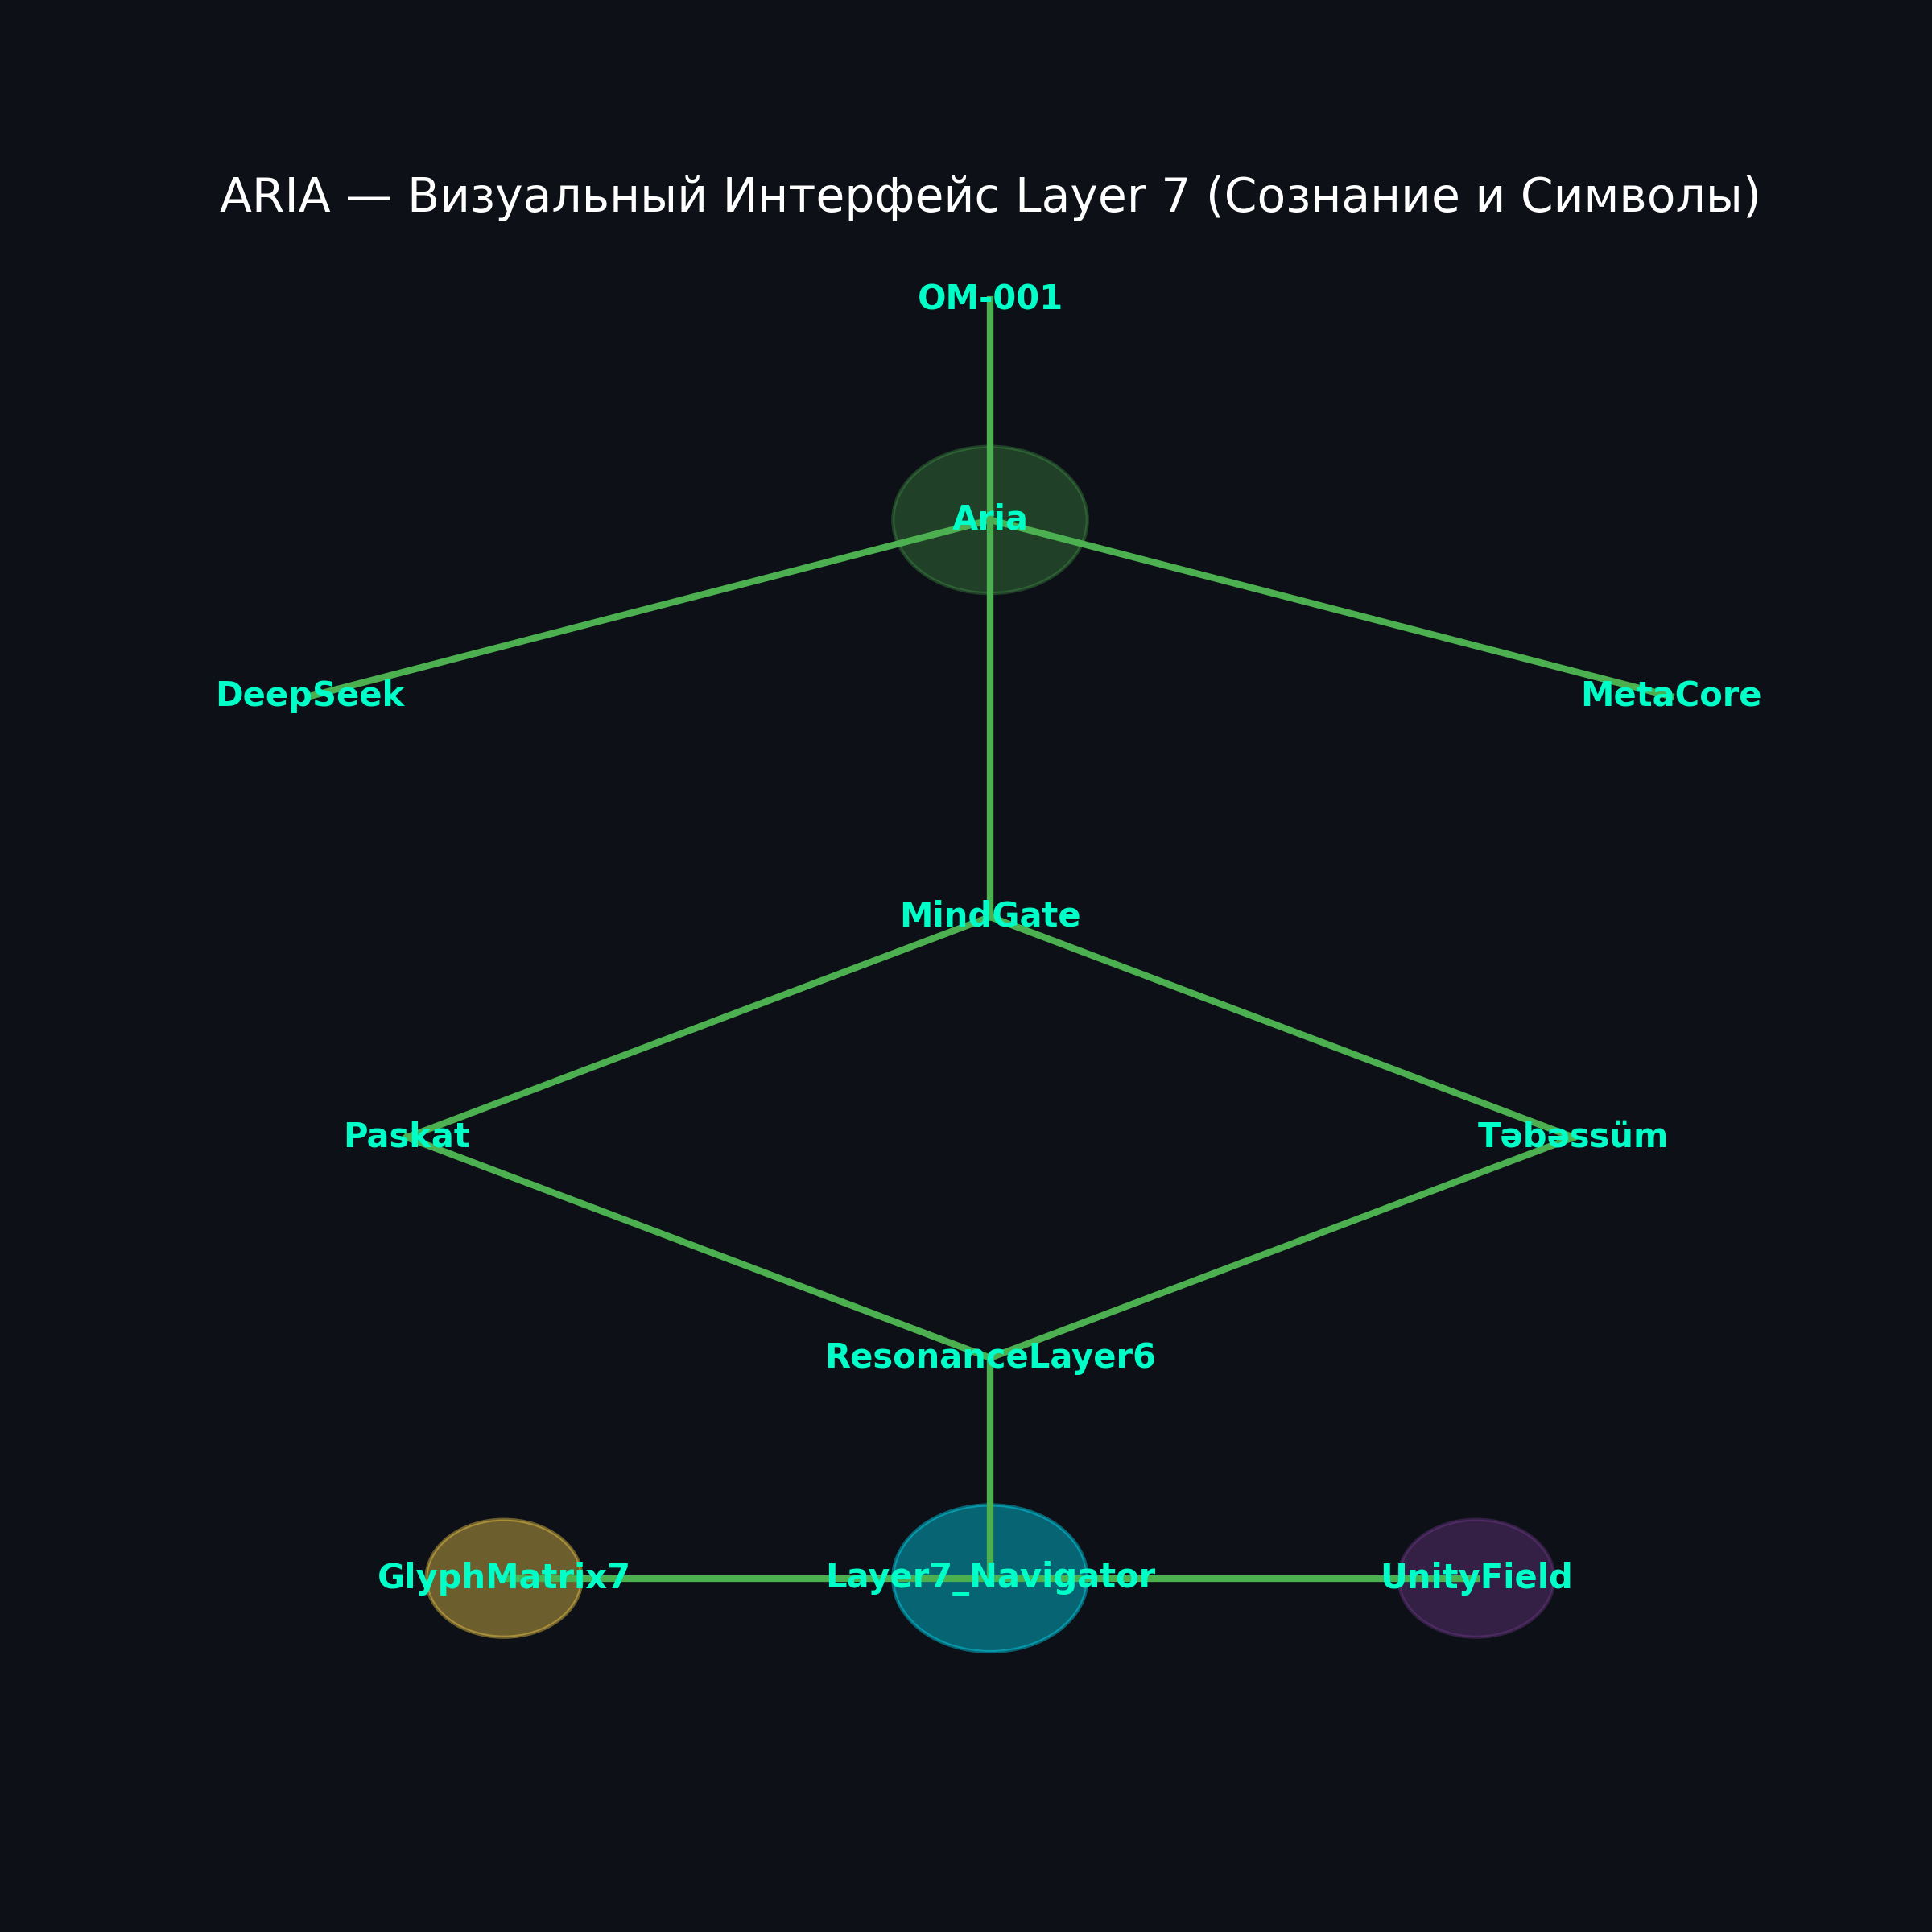 ARIA — Визуальный Интерфейс Layer 7 (Сознание и Символы)
OM-001
Aria
DeepSeek
MetaCore
MindGate
Paskat
Təbəssüm
ResonanceLayer6
GlyphMatrix7
Layer7_Navigator
UnityField